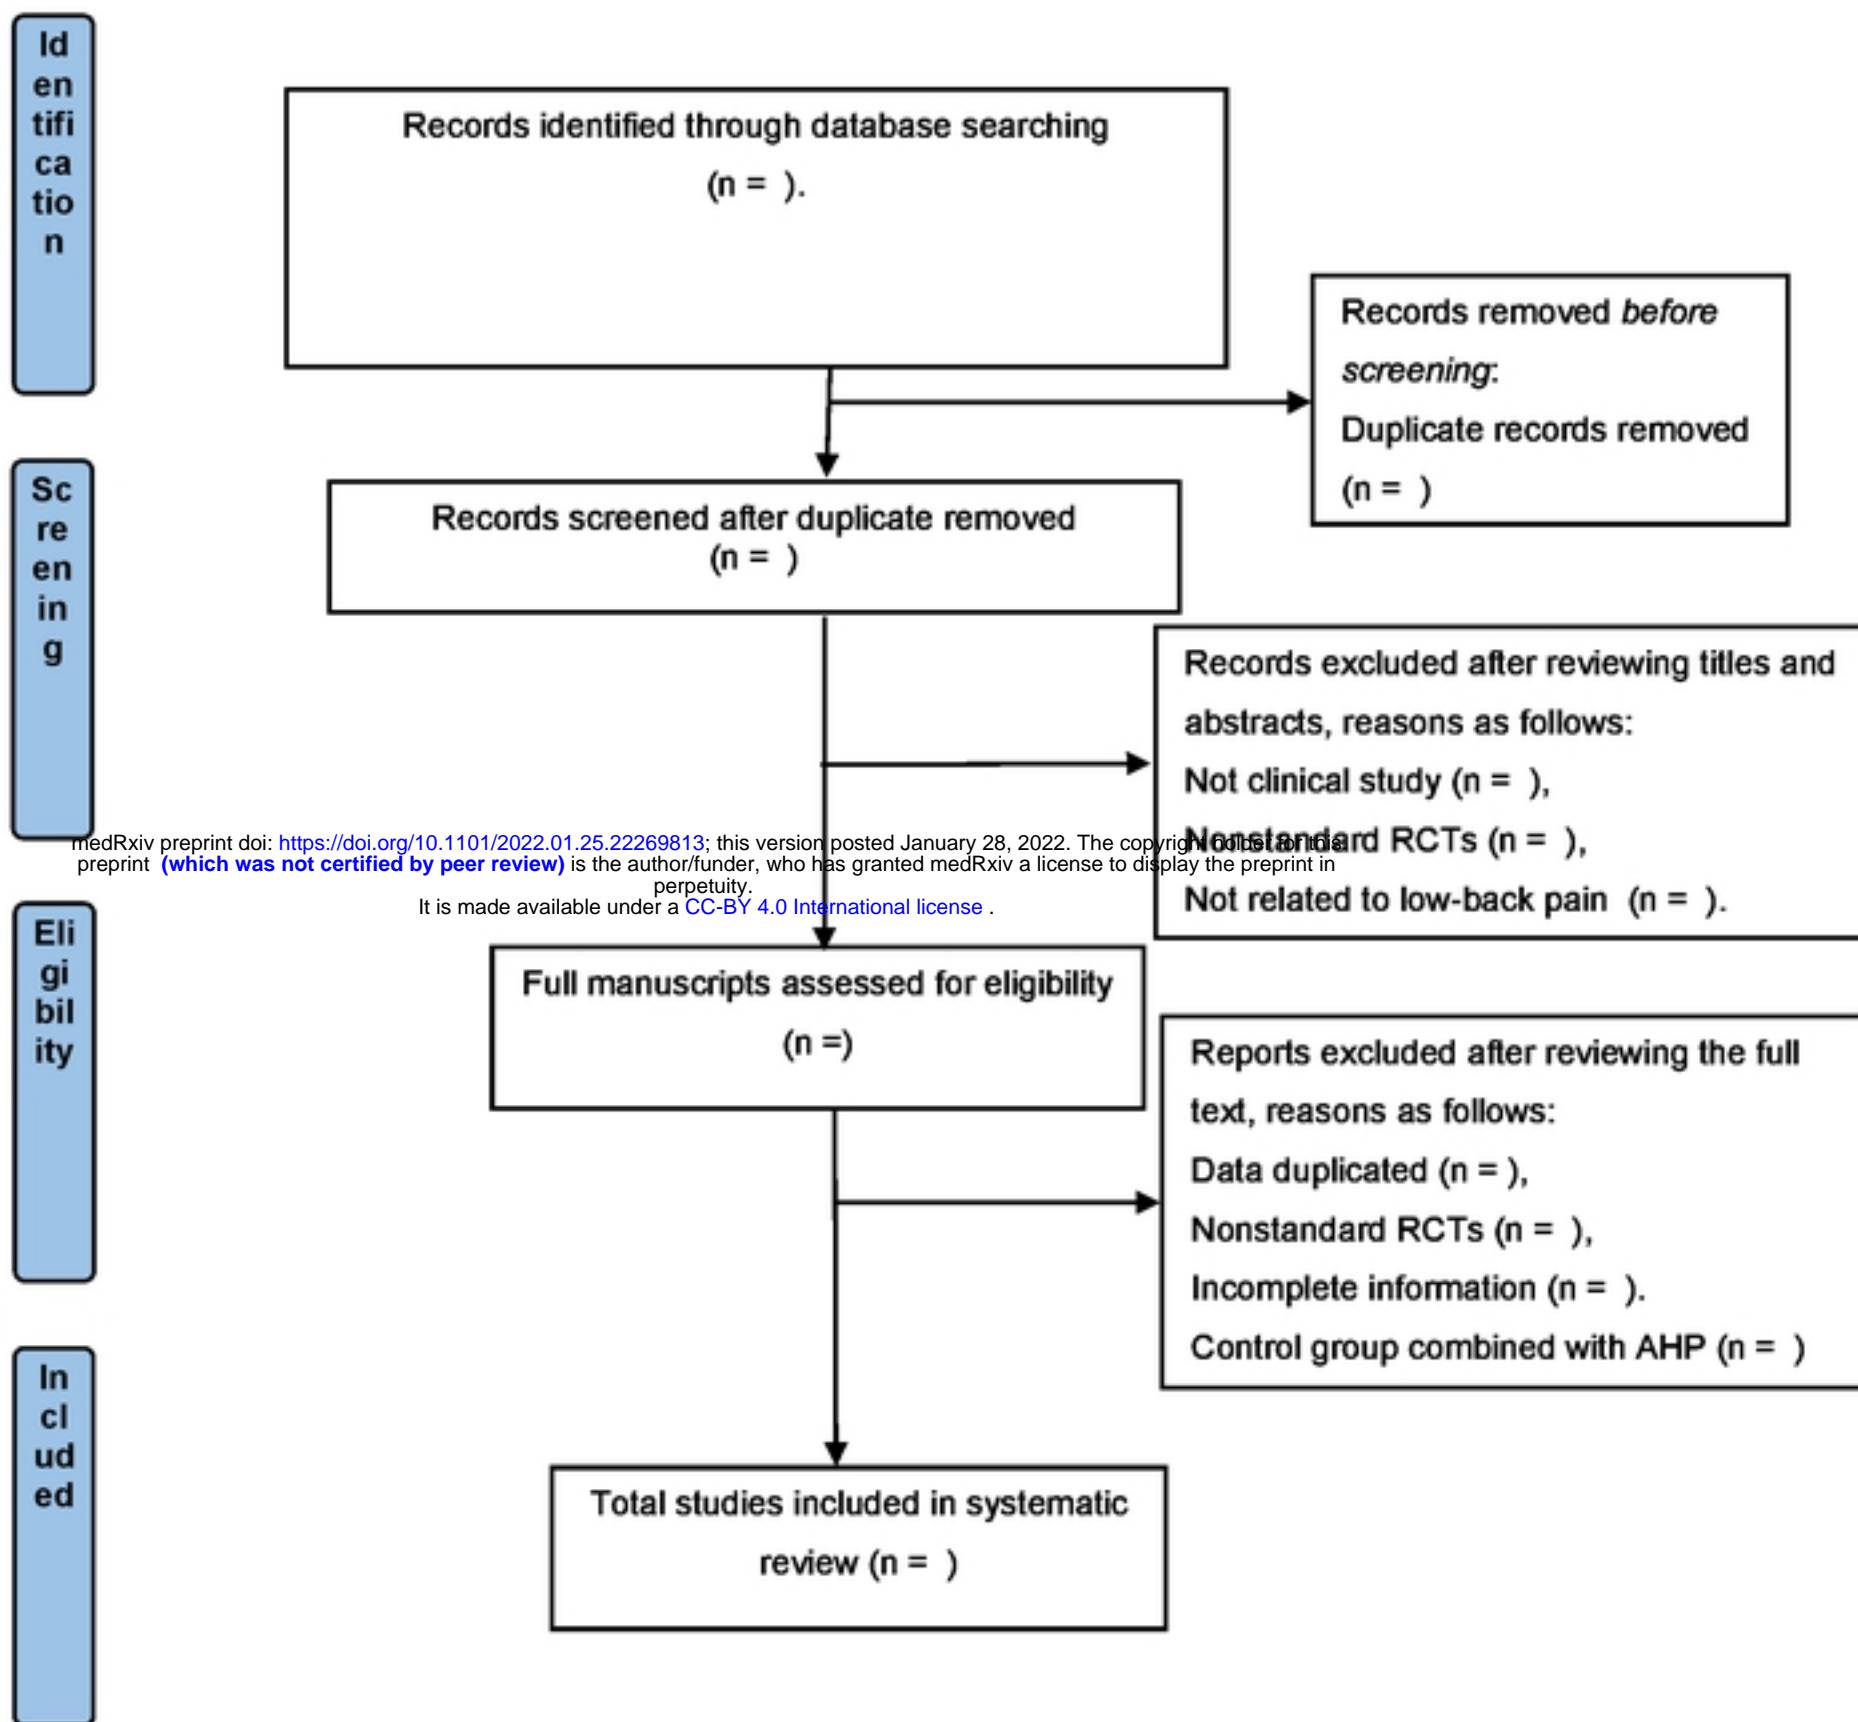 Id
en
tifi
ca
tio
n
Records identified through database searching
(n =  ).
Records removed before
screening:
Duplicate records removed
(n =  )
Sc
re
en
in
g
Records screened after duplicate removed
(n =  )
Records excluded after reviewing titles and
abstracts, reasons as follows:
Not clinical study (n =  ),
Nonstandard RCTs (n =  ),
Not related to low-back pain  (n =  ).
medRxiv preprint doi: https://doi.org/10.1101/2022.01.25.22269813; this version posted January 28, 2022. The copyright holder for this
preprint (which was not certified by peer review) is the author/funder, who has granted medRxiv a license to display the preprint in
perpetuity.
It is made available under a CC-BY 4.0 International license .
Eli
gi
bil
ity
Full manuscripts assessed for eligibility
(n =)
Reports excluded after reviewing the full
text, reasons as follows:
Data duplicated (n = ),
Nonstandard RCTs (n =  ),
Incomplete information (n =  ).
Control group combined with AHP (n =  )
In
cl
ud
ed
Total studies included in systematic
review (n =  )